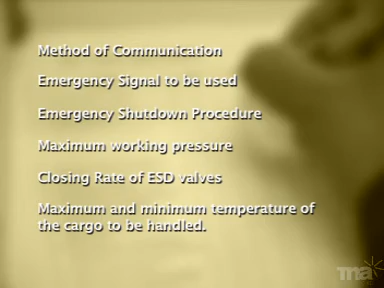 Method of Communication
Emergency Signal to be used
Emergency Shutdown Procedure
Maximum working pressure
Closing Rate of ESD valves
Maximum and minimum temperature of
the cargo to be handled.